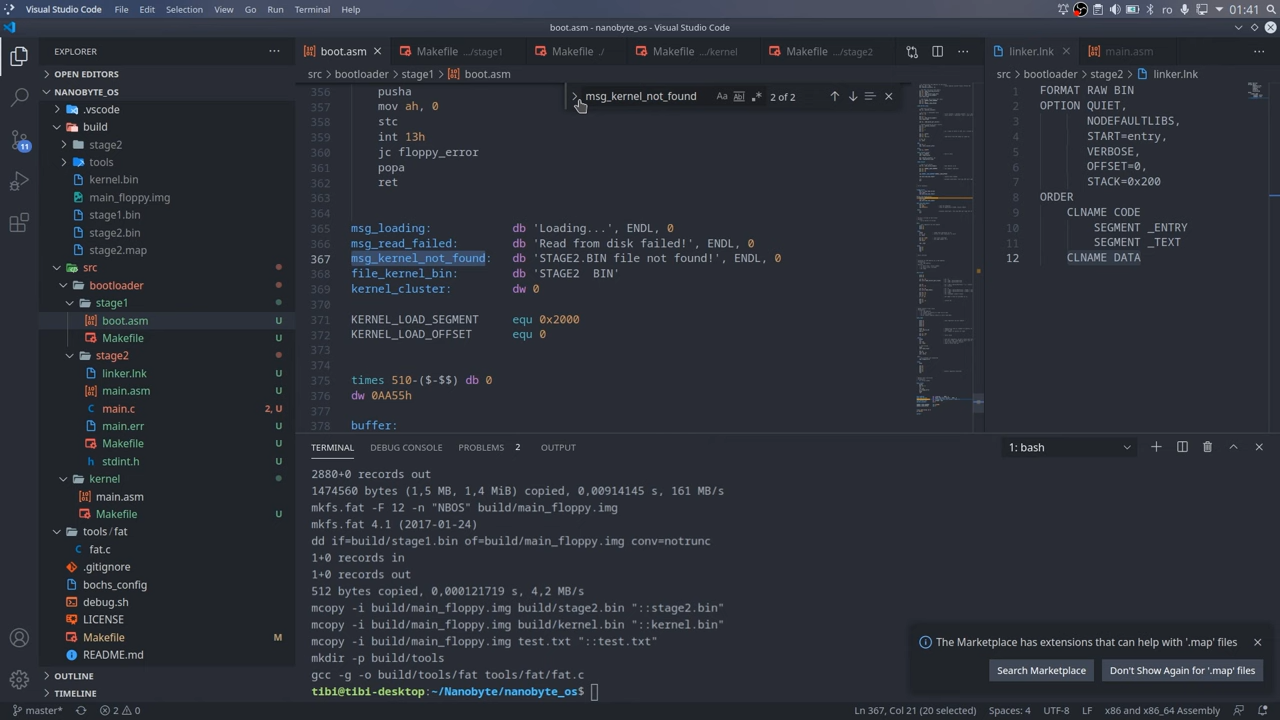 Visual Studio Code File Edit View Selection View Go Run Terminal Help ro 01:41
boot.asm - nanobyte_os - Visual Studio Code
EXPLORER
OPEN EDITORS
NANOBYTE_OS
.vscode
build
stage2
tools
kernel.bin
main_floppy.img
stage1.bin
stage2.bin
stage2.map
src
bootloader
stage1
boot.asm U
Makefile U
stage2
linker.lnk U
main.asm U
main.c 2, U
main.err U
Makefile U
stdint.h U
kernel
main.asm
Makefile U
tools/fat
fat.c
.gitignore
bochs_config
debug.sh
LICENSE
Makefile M
README.md
OUTLINE
TIMELINE
11
boot.asm Makefile .../stage1 Makefile ./ Makefile .../kernel Makefile .../stage2
src bootloader stage1 boot.asm
msg_kernel_not_found Aa Ab 2 of 2
356 pusha
357 mov ah, 0
358 stc
359 int 13h
360 jc floppy_error
361 popa
362 ret
363
364
365 msg_loading: db 'Loading...', ENDL, 0
366 msg_read_failed: db 'Read from disk failed!', ENDL, 0
367 msg_kernel_not_found: db 'STAGE2.BIN file not found!', ENDL, 0
368 file_kernel_bin: db 'STAGE2  BIN'
369 kernel_cluster: dw 0
370
371 KERNEL_LOAD_SEGMENT equ 0x2000
372 KERNEL_LOAD_OFFSET equ 0
373
374
375 times 510-($-$$) db 0
376 dw 0AA55h
377
378 buffer:
linker.lnk main.asm
src bootloader stage2 linker.lnk
1 FORMAT RAW BIN
2 OPTION QUIET,
3 NODEFAULTLIBS,
4 START=entry,
5 VERBOSE,
6 OFFSET=0,
7 STACK=0x200
8 ORDER
9 CLNAME CODE
10 SEGMENT _ENTRY
11 SEGMENT _TEXT
12 CLNAME DATA
TERMINAL DEBUG CONSOLE PROBLEMS 2 OUTPUT 1: bash
2880+0 records out
1474560 bytes (1,5 MB, 1,4 MiB) copied, 0,00914145 s, 161 MB/s
mkfs.fat -F 12 -n "NBOS" build/main_floppy.img
mkfs.fat 4.1 (2017-01-24)
dd if=build/stage1.bin of=build/main_floppy.img conv=notrunc
1+0 records in
1+0 records out
512 bytes copied, 0,000121719 s, 4,2 MB/s
mcopy -i build/main_floppy.img build/stage2.bin "::stage2.bin"
mcopy -i build/main_floppy.img build/kernel.bin "::kernel.bin"
mcopy -i build/main_floppy.img test.txt "::test.txt"
mkdir -p build/tools
gcc -g -o build/tools/fat tools/fat/fat.c
tibi@tibi-desktop:~/Nanobyte/nanobyte_os$
The Marketplace has extensions that can help with '.map' files
Search Marketplace Don't Show Again for '.map' files
master* 2 0 Ln 367, Col 21 (20 selected) Spaces: 4 UTF-8 LF x86 and x86_64 Assembly